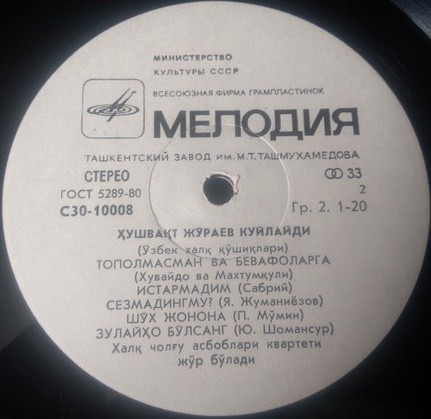 МИНИСТЕРСТВО
КУЛЬТУРЫ СССР
ВСЕСОЮЗНАЯ ФИРМА ГРАМПЛАСТИНОК
МЕЛОДИЯ
ТАШКЕНТСКИЙ ЗАВОД ИМ. М.Т. ТАШМУХАМЕДОВА
СТЕРЕО
33
ГОСТ 5289-80
2
С30-10008
Гр. 2. 1-20
ҲУШВАҚТ ЖЎРАЕВ КУЙЛАЙДИ
(Ўзбек халқ қўшиқлари)
ТОПОЛМАСМАН ВА БЕВАФОЛАРГА
(Хувайдо ва Махтумқули)
ИСТАРМАДИМ (Сабрий)
СЕЗМАДИНГМУ? (Я. Жуманиёзов)
ШЎХ ЖОНОНА (П. Мўмин)
ЗУЛАЙҲО БЎЛСАНГ (Ю. Шомансур)
Халқ чолғу асбоблари квартети
жўр бўлади